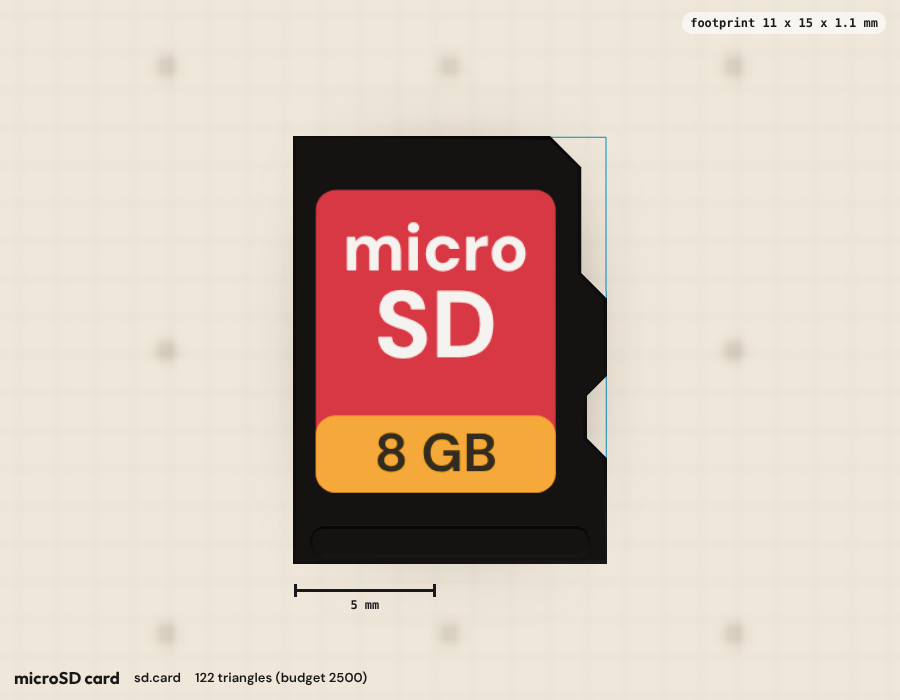 footprint 11 x 15 x 1.1 mm
micro
SD
8 GB
5 mm
microSD card sd.card 122 triangles (budget 2500)